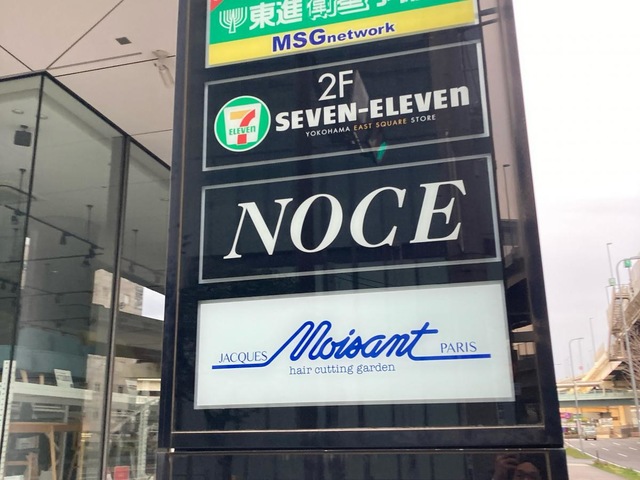 東進衛星予備校
MSGnetwork
2F
7
ELEVEn
SEVEN-ELEVEn
YOKOHAMA EAST SQUARE STORE
NOCE
JACQUES Moisant PARIS
hair cutting garden